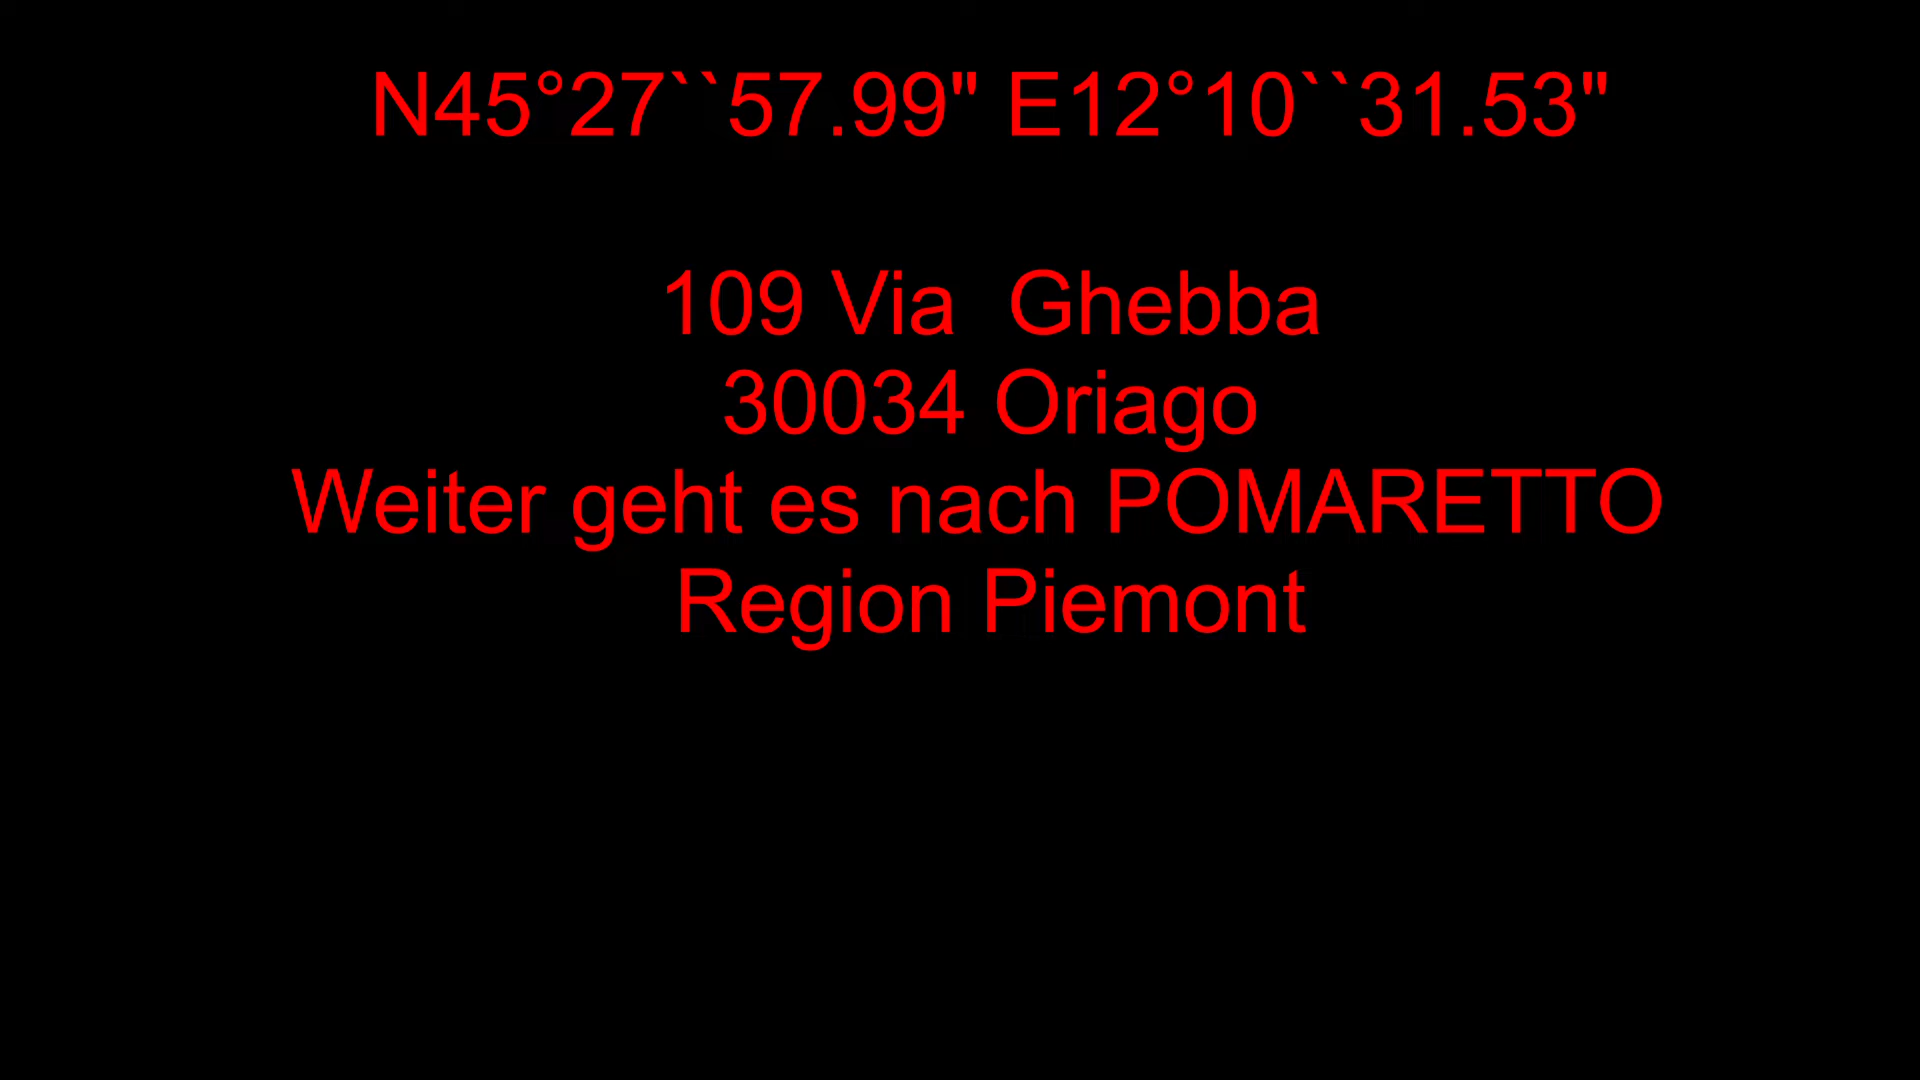 N45°27``57.99" E12°10``31.53"
109 Via  Ghebba
30034 Oriago
Weiter geht es nach POMARETTO
Region Piemont